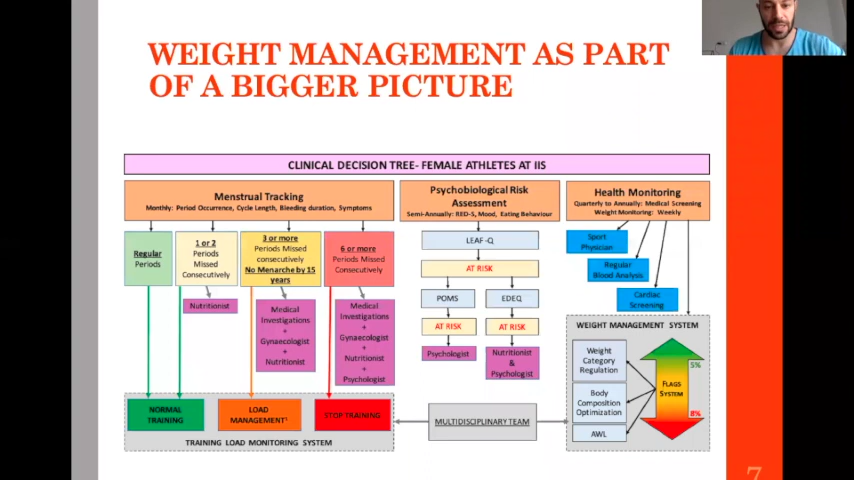 WEIGHT MANAGEMENT AS PART
OF A BIGGER PICTURE
CLINICAL DECISION TREE- FEMALE ATHLETES AT IIS
Menstrual Tracking
Monthly: Period Occurrence, Cycle Length, Bleeding duration, Symptoms
Regular
Periods
1 or 2
Periods
Missed
Consecutively
3 or more
Periods Missed
consecutively
No Menarche by 15
years
6 or more
Periods Missed
Consecutively.
Nutritionist
Medical
Investigations
+
Gynaecologist
+
Nutritionist
Medical
Investigations
+
Gynaecologist
+
Nutritionist
+
Psychologist
NORMAL
TRAINING
LOAD
MANAGEMENT¹
STOP TRAINING
TRAINING LOAD MONITORING SYSTEM
Psychobiological Risk
Assessment
Semi-Annually: RED-S, Mood, Eating Behaviour
LEAF -Q
AT RISK
POMS
EDEQ
AT RISK
AT RISK
Psychologist
Nutritionist
&
Psychologist
MULTIDISCIPLINARY TEAM
Health Monitoring
Quarterly to Annually: Medical Screening
Weight Monitoring: Weekly
Sport
Physician
Regular
Blood Analysis
Cardiac
Screening
WEIGHT MANAGEMENT SYSTEM
Weight
Category
Regulation
Body
Composition
Optimization
AWL
5%
FLAGS
SYSTEM
8%
7